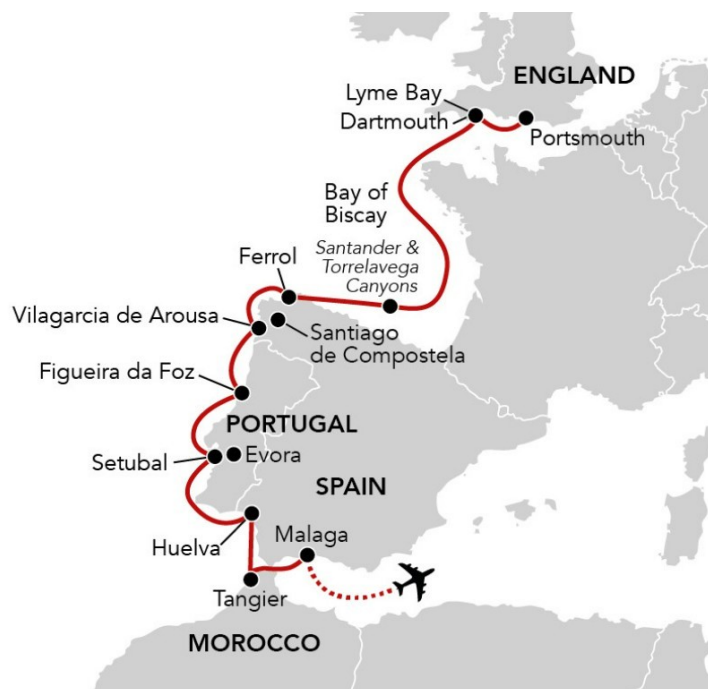 ENGLAND
Lyme Bay
Dartmouth
Portsmouth
Bay of
Biscay
Santander &
Torrelavega
Canyons
Ferrol
Vilagarcia de Arousa
Santiago
de Compostela
Figueira da Foz
PORTUGAL
Setubal
Evora
SPAIN
Huelva
Malaga
Tangier
MOROCCO